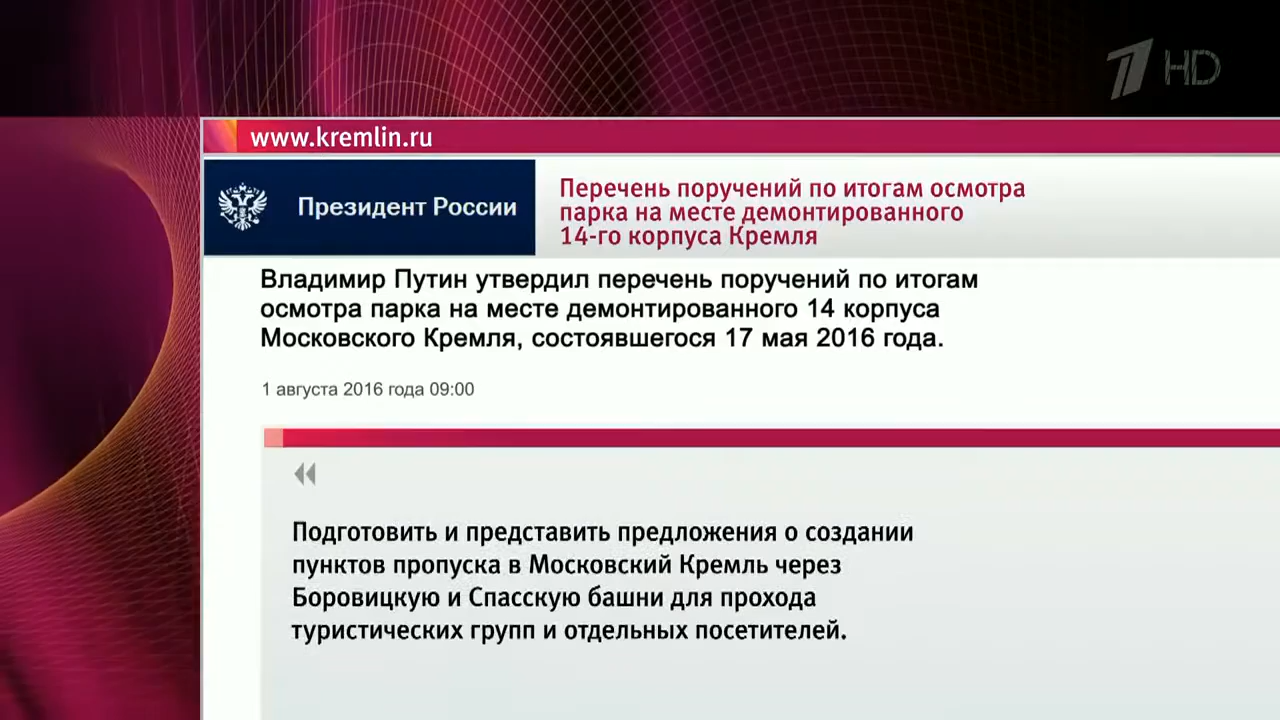 1 HD
www.kremlin.ru
Президент России
Перечень поручений по итогам осмотра
парка на месте демонтированного
14-го корпуса Кремля
Владимир Путин утвердил перечень поручений по итогам
осмотра парка на месте демонтированного 14 корпуса
Московского Кремля, состоявшегося 17 мая 2016 года.
1 августа 2016 года 09:00
Подготовить и представить предложения о создании
пунктов пропуска в Московский Кремль через
Боровицкую и Спасскую башни для прохода
туристических групп и отдельных посетителей.